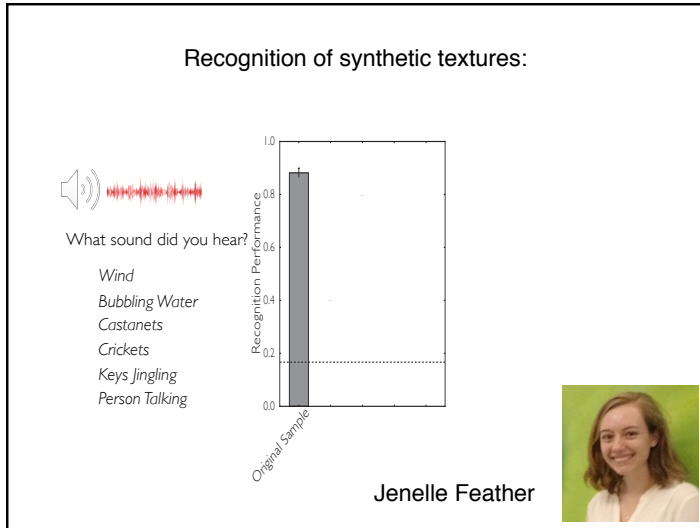 Recognition of synthetic textures:
What sound did you hear?
Wind
Bubbling Water
Castanets
Crickets
Keys Jingling
Person Talking
Recognition Performance
1.0
0.8
0.6
0.4
0.2
0.0
Original Sample
Jenelle Feather